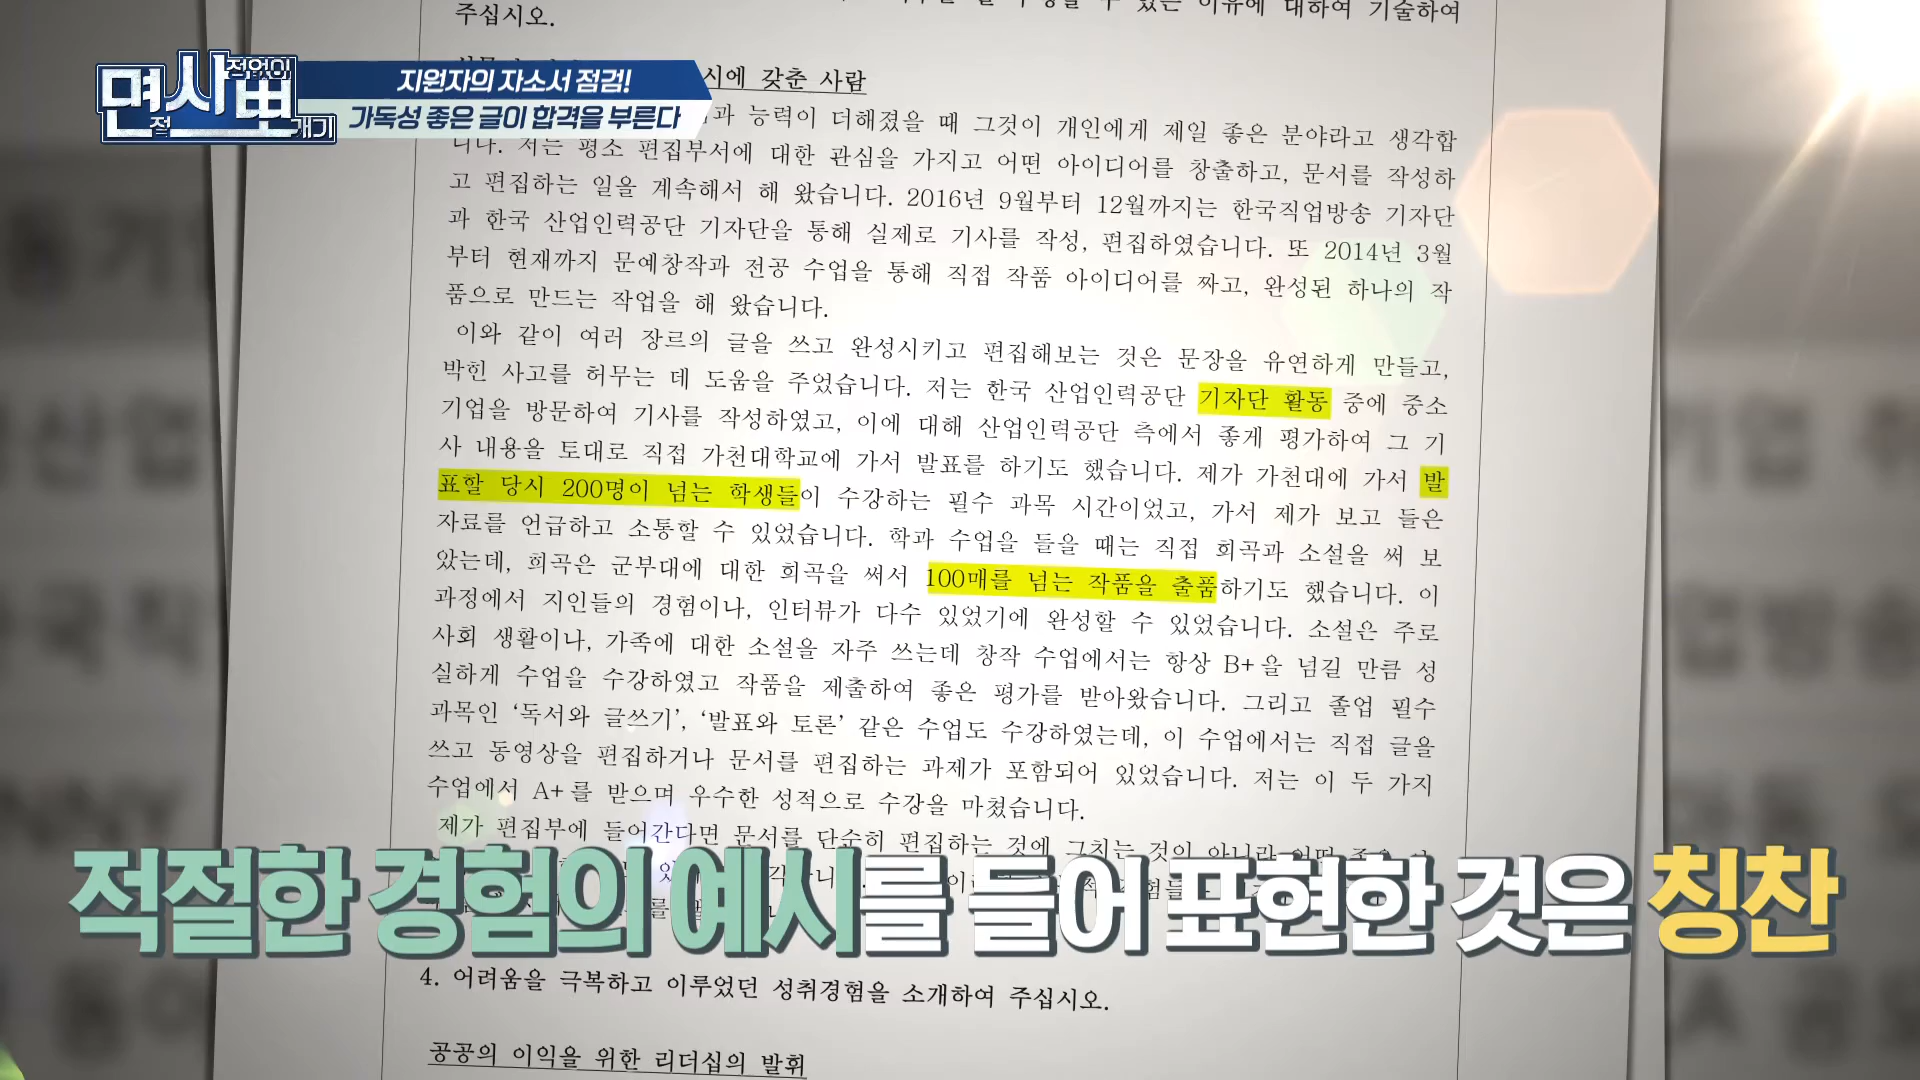 지원자의 자소서 점검!
가독성 좋은 글이 합격을 부른다
기술하여
주십시오.
시에 갖춘 사람
과 능력이 더해졌을 때 그것이 개인에게 제일 좋은 분야라고 생각합
니다. 저는 평소 편집부서에 대한 관심을 가지고 어떤 아이디어를 창출하고, 문서를 작성하
고 편집하는 일을 계속해서 해 왔습니다. 2016년 9월부터 12월까지는 한국직업방송 기자단
과 한국 산업인력공단 기자단을 통해 실제로 기사를 작성, 편집하였습니다. 또 2014년 3월
부터 현재까지 문예창작과 전공 수업을 통해 직접 작품 아이디어를 짜고, 완성된 하나의 작
품으로 만드는 작업을 해 왔습니다.
이와 같이 여러 장르의 글을 쓰고 완성시키고 편집해보는 것은 문장을 유연하게 만들고,
박힌 사고를 허무는 데 도움을 주었습니다. 저는 한국 산업인력공단 기자단 활동 중에 중소
기업을 방문하여 기사를 작성하였고, 이에 대해 산업인력공단 측에서 좋게 평가하여 그 기
사 내용을 토대로 직접 가천대학교에 가서 발표를 하기도 했습니다. 제가 가천대에 가서 발
표할 당시 200명이 넘는 학생들이 수강하는 필수 과목 시간이었고, 가서 제가 보고 들은
자료를 언급하고 소통할 수 있었습니다. 학과 수업을 들을 때는 직접 희곡과 소설을 써 보
았는데, 희곡은 군부대에 대한 희곡을 써서 100매를 넘는 작품을 출품하기도 했습니다. 이
과정에서 지인들의 경험이나, 인터뷰가 다수 있었기에 완성할 수 있었습니다. 소설은 주로
사회 생활이나, 가족에 대한 소설을 자주 쓰는데 창작 수업에서는 항상 B+을 넘길 만큼 성
실하게 수업을 수강하였고 작품을 제출하여 좋은 평가를 받아왔습니다. 그리고 졸업 필수
과목인 ‘독서와 글쓰기’, ‘발표와 토론’ 같은 수업도 수강하였는데, 이 수업에서는 직접 글을
쓰고 동영상을 편집하거나 문서를 편집하는 과제가 포함되어 있었습니다. 저는 이 두 가지
수업에서 A+를 받으며 우수한 성적으로 수강을 마쳤습니다.
제가 편집부에 들어간다면 문서를 단순히 편집하는 것에 그치는 것이 아니라
적절한 경험의 예시를 들어 표현한 것은 칭찬
4. 어려움을 극복하고 이루었던 성취경험을 소개하여 주십시오.
공공의 이익을 위한 리더십의 발휘